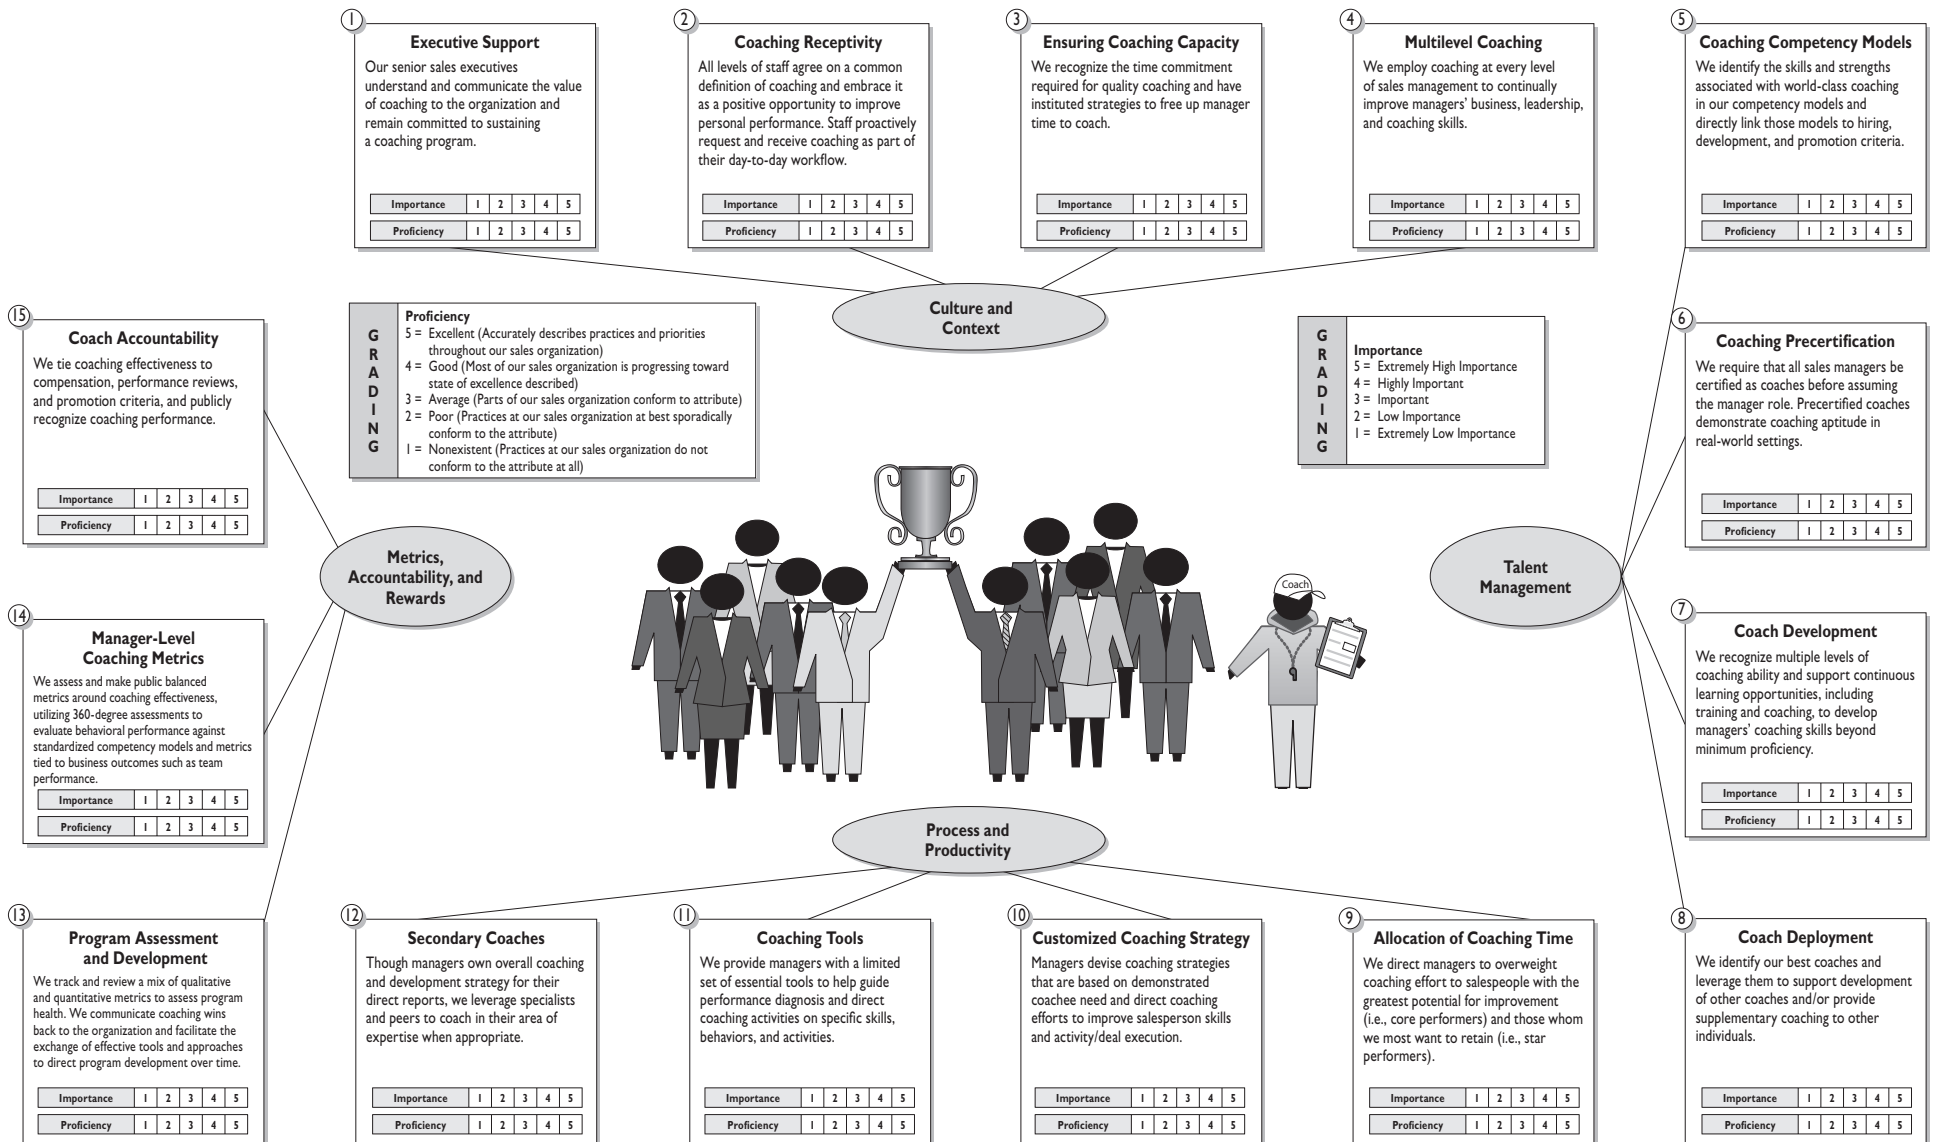 1
Executive Support
Our senior sales executives
understand and communicate the value
of coaching to the organization and
remain committed to sustaining
a coaching program.
Importance 1 2 3 4 5
Proficiency 1 2 3 4 5
2
Coaching Receptivity
All levels of staff agree on a common
definition of coaching and embrace it
as a positive opportunity to improve
personal performance. Staff proactively
request and receive coaching as part of
their day-to-day workflow.
Importance 1 2 3 4 5
Proficiency 1 2 3 4 5
3
Ensuring Coaching Capacity
We recognize the time commitment
required for quality coaching and have
instituted strategies to free up manager
time to coach.
Importance 1 2 3 4 5
Proficiency 1 2 3 4 5
4
Multilevel Coaching
We employ coaching at every level
of sales management to continually
improve managers' business, leadership,
and coaching skills.
Importance 1 2 3 4 5
Proficiency 1 2 3 4 5
5
Coaching Competency Models
We identify the skills and strengths
associated with world-class coaching
in our competency models and
directly link those models to hiring,
development, and promotion criteria.
Importance 1 2 3 4 5
Proficiency 1 2 3 4 5
Culture and
Context
GRADING
Proficiency
5 = Excellent (Accurately describes practices and priorities
throughout our sales organization)
4 = Good (Most of our sales organization is progressing toward
state of excellence described)
3 = Average (Parts of our sales organization conform to attribute)
2 = Poor (Practices at our sales organization at best sporadically
conform to the attribute)
1 = Nonexistent (Practices at our sales organization do not
conform to the attribute at all)
GRADING
Importance
5 = Extremely High Importance
4 = Highly Important
3 = Important
2 = Low Importance
1 = Extremely Low Importance
15
Coach Accountability
We tie coaching effectiveness to
compensation, performance reviews,
and promotion criteria, and publicly
recognize coaching performance.
Importance 1 2 3 4 5
Proficiency 1 2 3 4 5
6
Coaching Precertification
We require that all sales managers be
certified as coaches before assuming
the manager role. Precertified coaches
demonstrate coaching aptitude in
real-world settings.
Importance 1 2 3 4 5
Proficiency 1 2 3 4 5
Metrics,
Accountability, and
Rewards
Coach
Talent
Management
14
Manager-Level
Coaching Metrics
We assess and make public balanced
metrics around coaching effectiveness,
utilizing 360-degree assessments to
evaluate behavioral performance against
standardized competency models and metrics
tied to business outcomes such as team
performance.
Importance 1 2 3 4 5
Proficiency 1 2 3 4 5
7
Coach Development
We recognize multiple levels of
coaching ability and support continuous
learning opportunities, including
training and coaching, to develop
managers' coaching skills beyond
minimum proficiency.
Importance 1 2 3 4 5
Proficiency 1 2 3 4 5
Process and
Productivity
13
Program Assessment
and Development
We track and review a mix of qualitative
and quantitative metrics to assess program
health. We communicate coaching wins
back to the organization and facilitate the
exchange of effective tools and approaches
to direct program development over time.
Importance 1 2 3 4 5
Proficiency 1 2 3 4 5
12
Secondary Coaches
Though managers own overall coaching
and development strategy for their
direct reports, we leverage specialists
and peers to coach in their area of
expertise when appropriate.
Importance 1 2 3 4 5
Proficiency 1 2 3 4 5
11
Coaching Tools
We provide managers with a limited
set of essential tools to help guide
performance diagnosis and direct
coaching activities on specific skills,
behaviors, and activities.
Importance 1 2 3 4 5
Proficiency 1 2 3 4 5
10
Customized Coaching Strategy
Managers devise coaching strategies
that are based on demonstrated
coachee need and direct coaching
efforts to improve salesperson skills
and activity/deal execution.
Importance 1 2 3 4 5
Proficiency 1 2 3 4 5
9
Allocation of Coaching Time
We direct managers to overweight
coaching effort to salespeople with the
greatest potential for improvement
(i.e., core performers) and those whom
we most want to retain (i.e., star
performers).
Importance 1 2 3 4 5
Proficiency 1 2 3 4 5
8
Coach Deployment
We identify our best coaches and
leverage them to support development
of other coaches and/or provide
supplementary coaching to other
individuals.
Importance 1 2 3 4 5
Proficiency 1 2 3 4 5